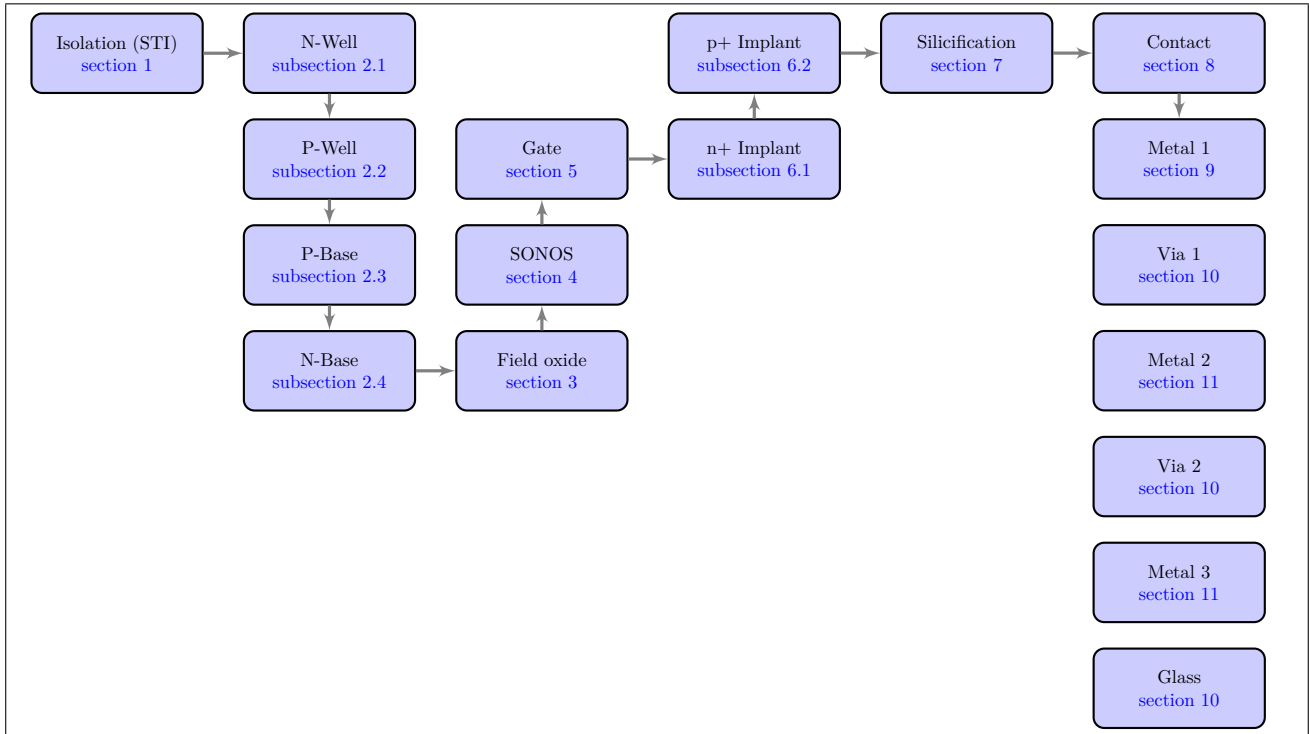 Isolation (STI)
section 1
N-Well
subsection 2.1
P-Well
subsection 2.2
P-Base
subsection 2.3
N-Base
subsection 2.4
Field oxide
section 3
SONOS
section 4
Gate
section 5
n+ Implant
subsection 6.1
p+ Implant
subsection 6.2
Silicification
section 7
Contact
section 8
Metal 1
section 9
Via 1
section 10
Metal 2
section 11
Via 2
section 10
Metal 3
section 11
Glass
section 10